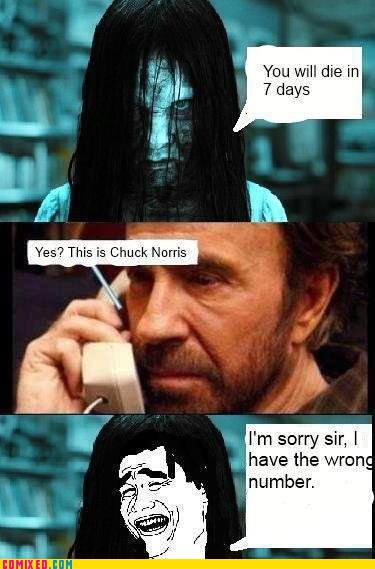 You will die in
7 days
Yes? This is Chuck Norris
I'm sorry sir, I
have the wrong
number.
COMIXED.COM